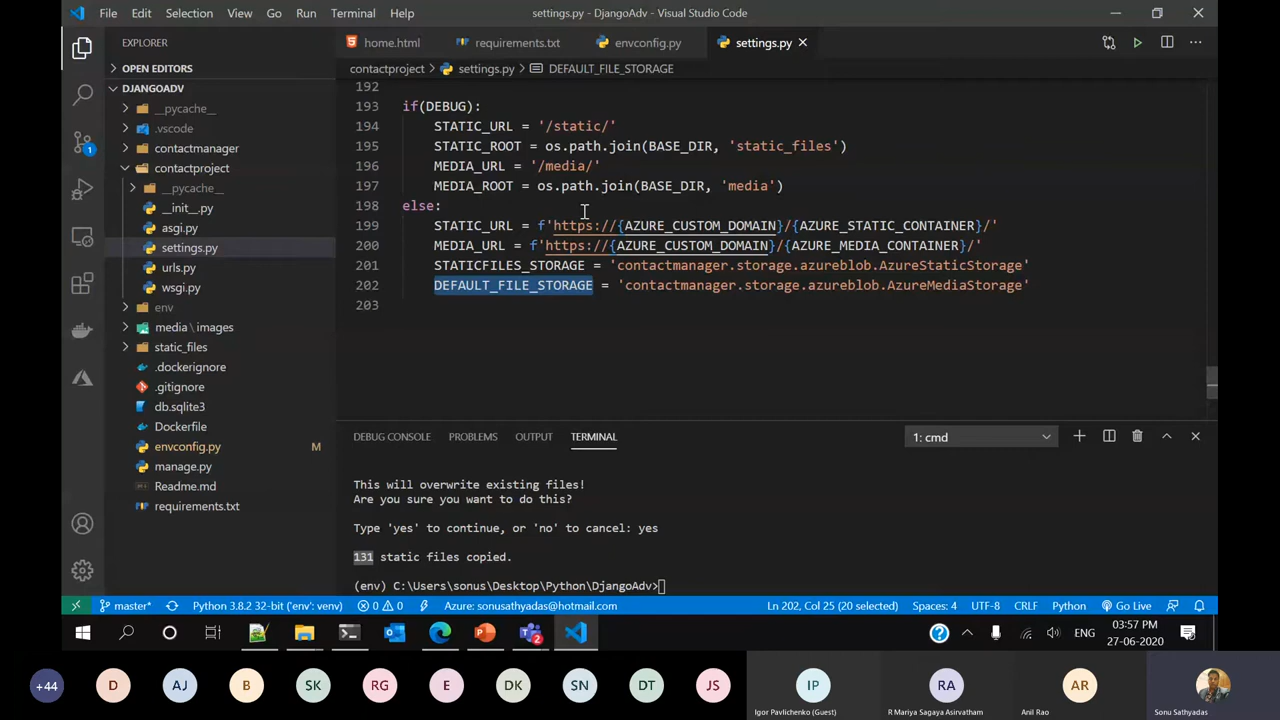 File Edit Selection View Go Run Terminal Help
settings.py - DjangoAdv - Visual Studio Code
EXPLORER
home.html
requirements.txt
envconfig.py
settings.py
OPEN EDITORS
contactproject > settings.py > DEFAULT_FILE_STORAGE
DJANGOADV
__pycache__
.vscode
contactmanager
contactproject
__pycache__
__init__.py
asgi.py
settings.py
urls.py
wsgi.py
env
media\images
static_files
.dockerignore
.gitignore
db.sqlite3
Dockerfile
envconfig.py M
manage.py
Readme.md
requirements.txt
192
193 if(DEBUG):
194 STATIC_URL = '/static/'
195 STATIC_ROOT = os.path.join(BASE_DIR, 'static_files')
196 MEDIA_URL = '/media/'
197 MEDIA_ROOT = os.path.join(BASE_DIR, 'media')
198 else:
199 STATIC_URL = f'https://{AZURE_CUSTOM_DOMAIN}/{AZURE_STATIC_CONTAINER}/'
200 MEDIA_URL = f'https://{AZURE_CUSTOM_DOMAIN}/{AZURE_MEDIA_CONTAINER}/'
201 STATICFILES_STORAGE = 'contactmanager.storage.azureblob.AzureStaticStorage'
202 DEFAULT_FILE_STORAGE = 'contactmanager.storage.azureblob.AzureMediaStorage'
203
DEBUG CONSOLE PROBLEMS OUTPUT TERMINAL
1: cmd
This will overwrite existing files!
Are you sure you want to do this?
Type 'yes' to continue, or 'no' to cancel: yes
131 static files copied.
(env) C:\Users\sonus\Desktop\Python\DjangoAdv>
1
master* Python 3.8.2 32-bit ('env': venv) 0 0 Azure: sonusathyadas@hotmail.com Ln 202, Col 25 (20 selected) Spaces: 4 UTF-8 CRLF Python Go Live
2
ENG
03:57 PM
27-06-2020
+44 D AJ B SK RG E DK SN DT JS IP RA AR
Igor Pavlichenko (Guest)
R Mariya Sagaya Asirvatham
Anil Rao
Sonu Sathyadas